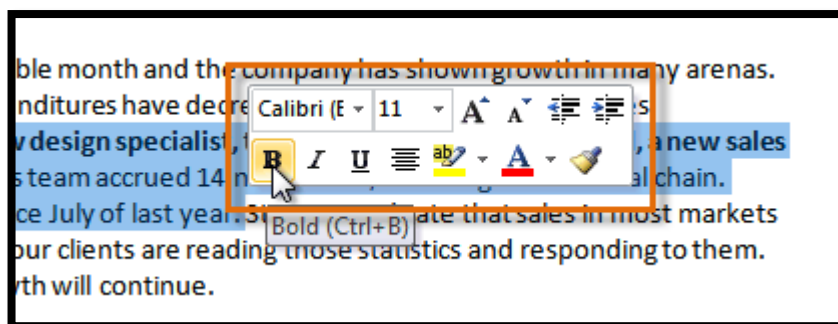 ble month and the company has shown growth in many arenas.
nditures have decre
Calibri (E 11 A A
design specialist, a new sales
B I U ab A
s team accrued 14 chain.
Bold (Ctrl+B)
ce July of last year. ate that sales in most markets
our clients are reading those statistics and responding to them.
th will continue.